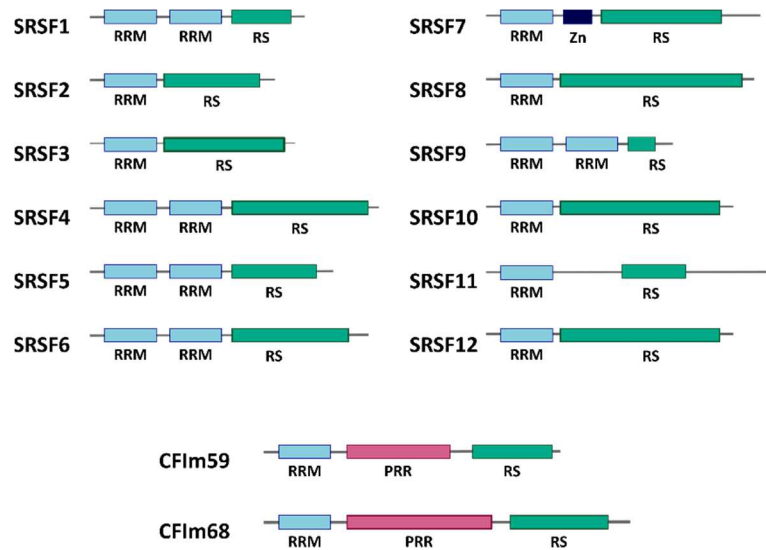 SRSF1
RRM RRM RS
SRSF2
RRM RS
SRSF3
RRM RS
SRSF4
RRM RRM RS
SRSF5
RRM RRM RS
SRSF6
RRM RRM RS
SRSF7
RRM Zn RS
SRSF8
RRM RS
SRSF9
RRM RRM RS
SRSF10
RRM RS
SRSF11
RRM RS
SRSF12
RRM RS
CFIm59
RRM PRR RS
CFIm68
RRM PRR RS